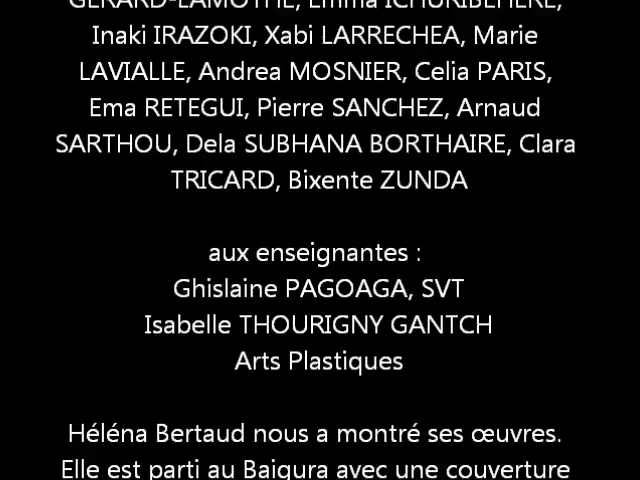 GÉRARD-LAMOTHE, Emma ICHURIBEHERE,
Inaki IRAZOKI, Xabi LARRECHEA, Marie
LAVIALLE, Andrea MOSNIER, Celia PARIS,
Ema RETEGUI, Pierre SANCHEZ, Arnaud
SARTHOU, Dela SUBHANA BORTHAIRE, Clara
TRICARD, Bixente ZUNDA
aux enseignantes :
Ghislaine PAGOAGA, SVT
Isabelle THOURIGNY GANTCH
Arts Plastiques
Héléna Bertaud nous a montré ses œuvres.
Elle est parti au Baigura avec une couverture